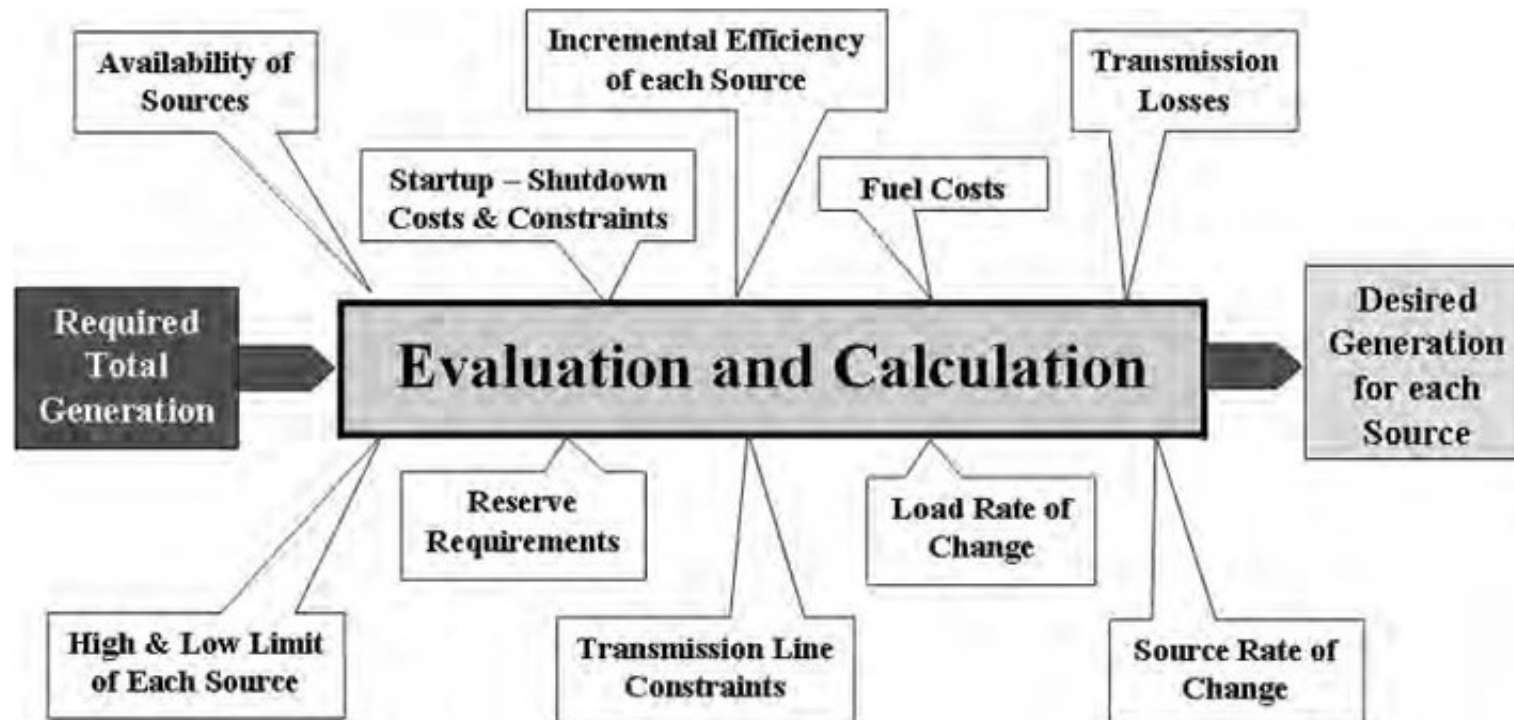 Availability of
Sources
Incremental Efficiency
of each Source
Transmission
Losses
Startup – Shutdown
Costs & Constraints
Fuel Costs
Required
Total
Generation
Evaluation and Calculation
Desired
Generation
for each
Source
Reserve
Requirements
Load Rate of
Change
High & Low Limit
of Each Source
Transmission Line
Constraints
Source Rate of
Change